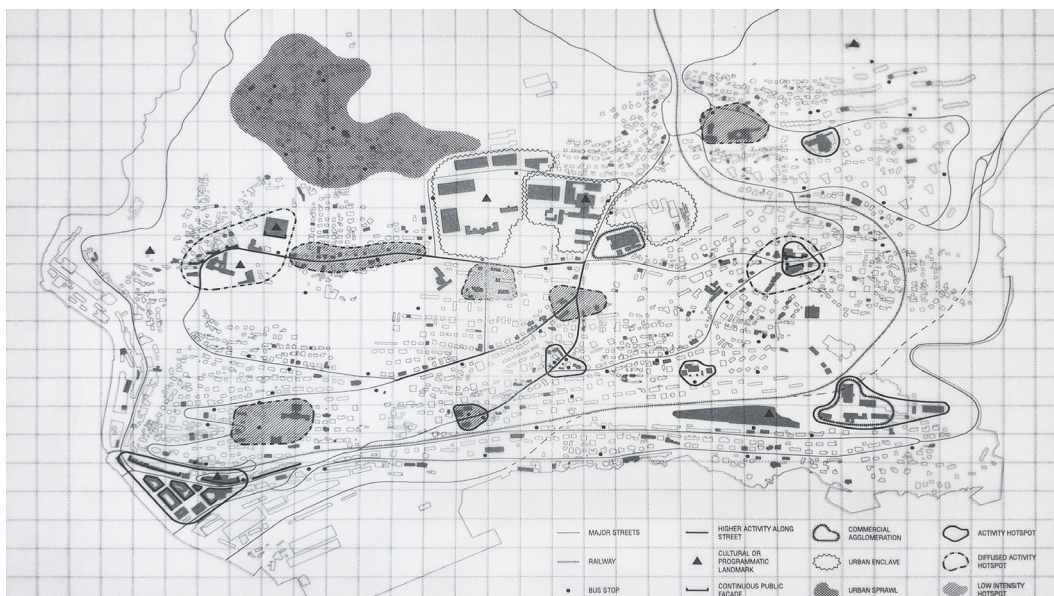 MAJOR STREETS
HIGHER ACTIVITY ALONG
STREET
COMMERCIAL
AGGLOMERATION
ACTIVITY HOTSPOT
RAILWAY
CULTURAL OR
PROGRAMMATIC
LANDMARK
URBAN ENCLAVE
DIFFUSED ACTIVITY
HOTSPOT
BUS STOP
CONTINUOUS PUBLIC
FACADE
URBAN SPRAWL
LOW INTENSITY
HOTSPOT